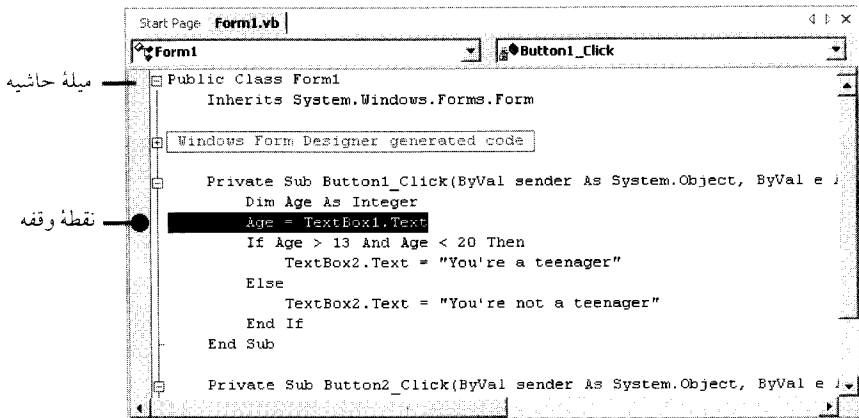 Start Page Form1.vb
Form1 Button1_Click
ميلۀ حاشيه
Public Class Form1
Inherits System.Windows.Forms.Form
Windows Form Designer generated code
Private Sub Button1_Click(ByVal sender As System.Object, ByVal e
Dim Age As Integer
نقطۀ وقفه
Age = TextBox1.Text
If Age > 13 And Age < 20 Then
TextBox2.Text = "You're a teenager"
Else
TextBox2.Text = "You're not a teenager"
End If
End Sub
Private Sub Button2_Click(ByVal sender As System.Object, ByVal e